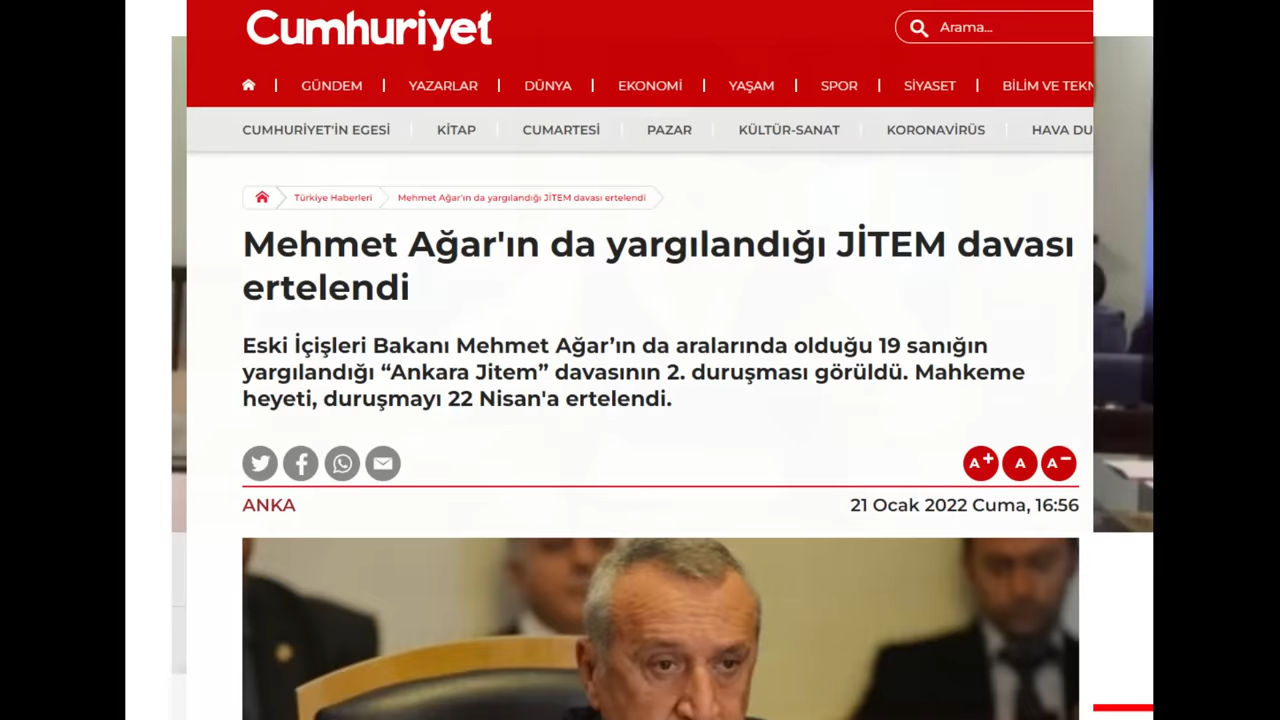 Cumhuriyet
Arama...
GÜNDEM
YAZARLAR
DÜNYA
EKONOMİ
YAŞAM
SPOR
SİYASET
BİLİM VE TEKN
CUMHURİYET'İN EGESİ
KİTAP
CUMARTESİ
PAZAR
KÜLTÜR-SANAT
KORONAVİRÜS
HAVA DU
Türkiye Haberleri
Mehmet Ağar'ın da yargılandığı JİTEM davası ertelendi
Mehmet Ağar'ın da yargılandığı JİTEM davası
ertelendi
Eski İçişleri Bakanı Mehmet Ağar’ın da aralarında olduğu 19 sanığın
yargılandığı “Ankara Jitem” davasının 2. duruşması görüldü. Mahkeme
heyeti, duruşmayı 22 Nisan'a ertelendi.
A+
A
A−
ANKA
21 Ocak 2022 Cuma, 16:56